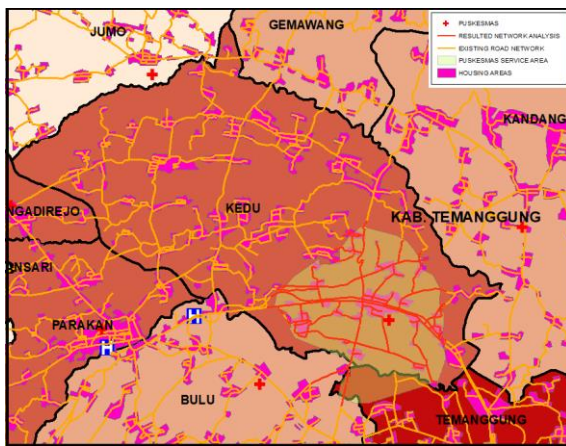 JUMO
GEMAWANG
PUSKESMAS
RESULTED NETWORK ANALYSIS
EXISTING ROAD NETWORK
PUSKESMAS SERVICE AREA
HOUSING AREAS
KANDANG
NGADIREJO
KEDU
KAB. TEMANGGUNG
NSARI
PARAKAN
H
H
BULU
TEMANGGUNG